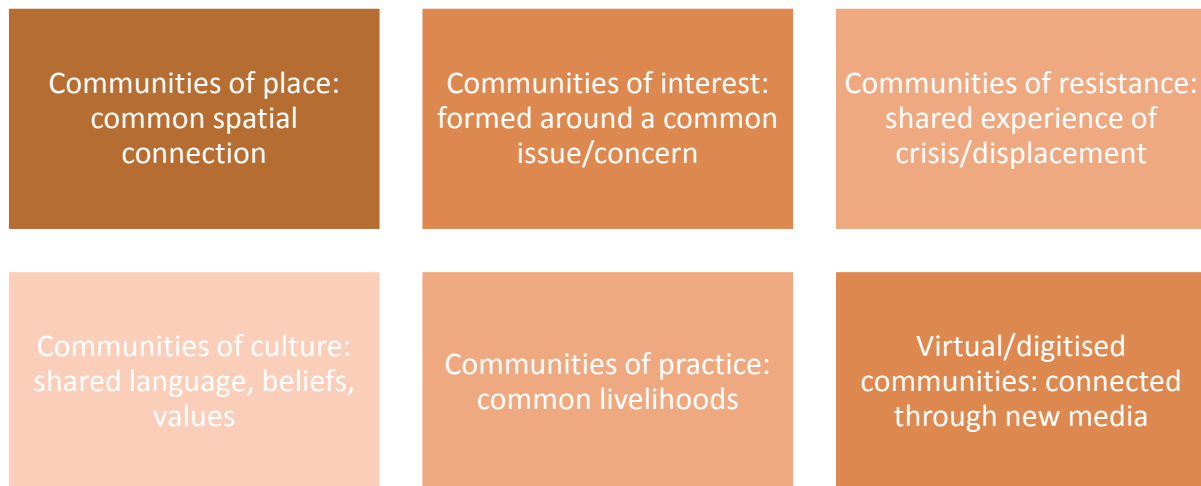 Communities of place:
common spatial
connection
Communities of interest:
formed around a common
issue/concern
Communities of resistance:
shared experience of
crisis/displacement
Communities of culture:
shared language, beliefs,
values
Communities of practice:
common livelihoods
Virtual/digitised
communities: connected
through new media